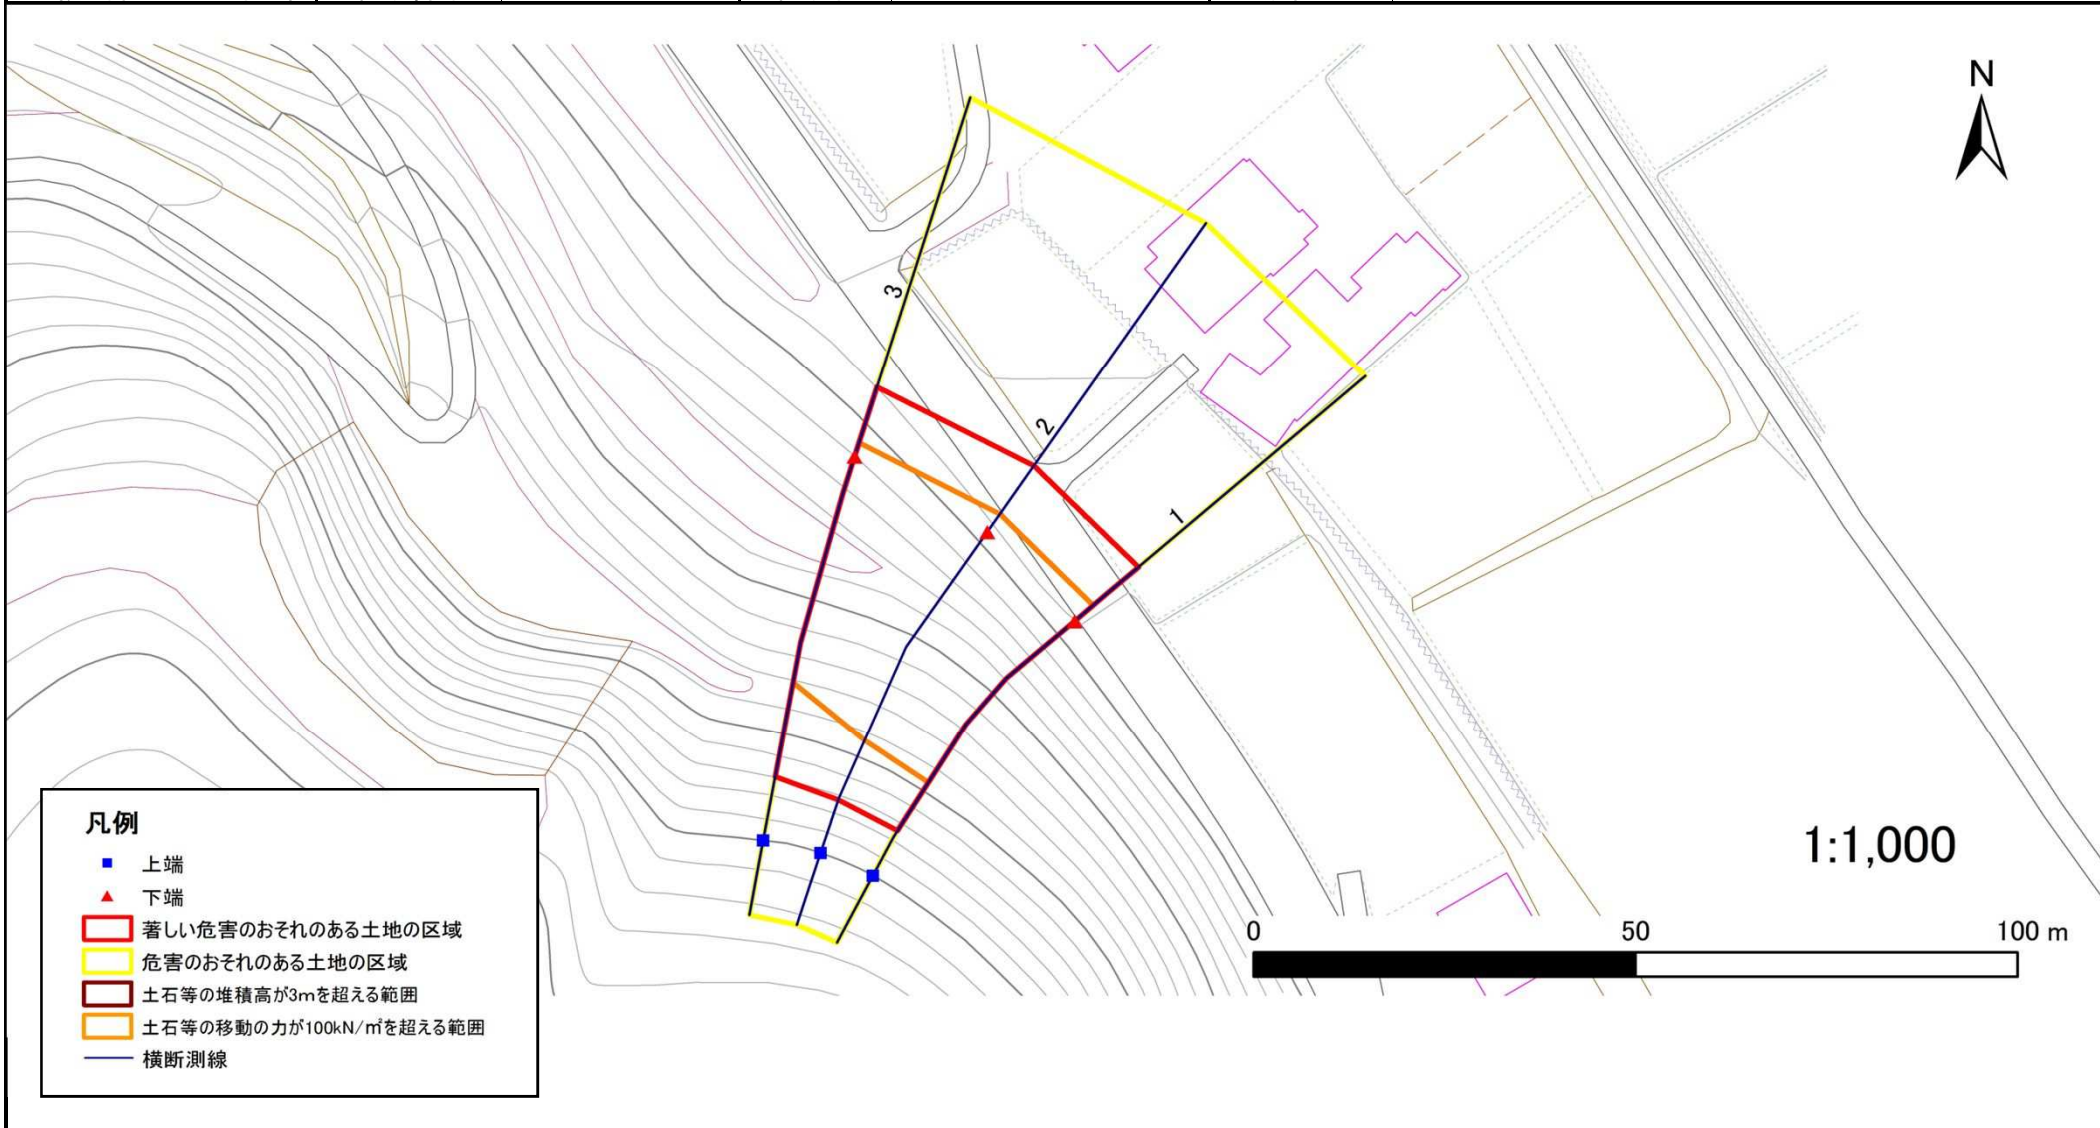 N
3
2
1
1:1,000
0 50 100 m
凡例
上端
下端
著しい危害のおそれのある土地の区域
危害のおそれのある土地の区域
土石等の堆積高が3mを超える範囲
土石等の移動の力が100kN/㎡を超える範囲
横断測線